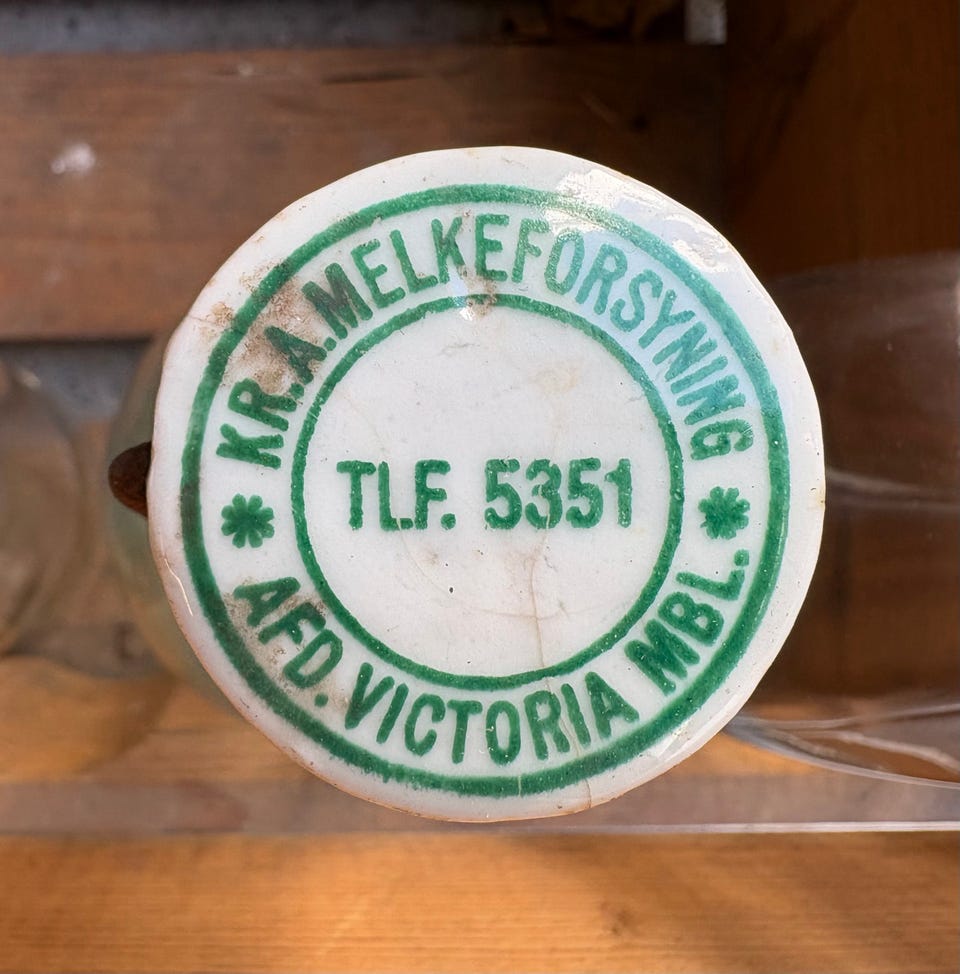 KR.A.MELKEFORSYNING
TLF. 5351
AFD. VICTORIA MBL.